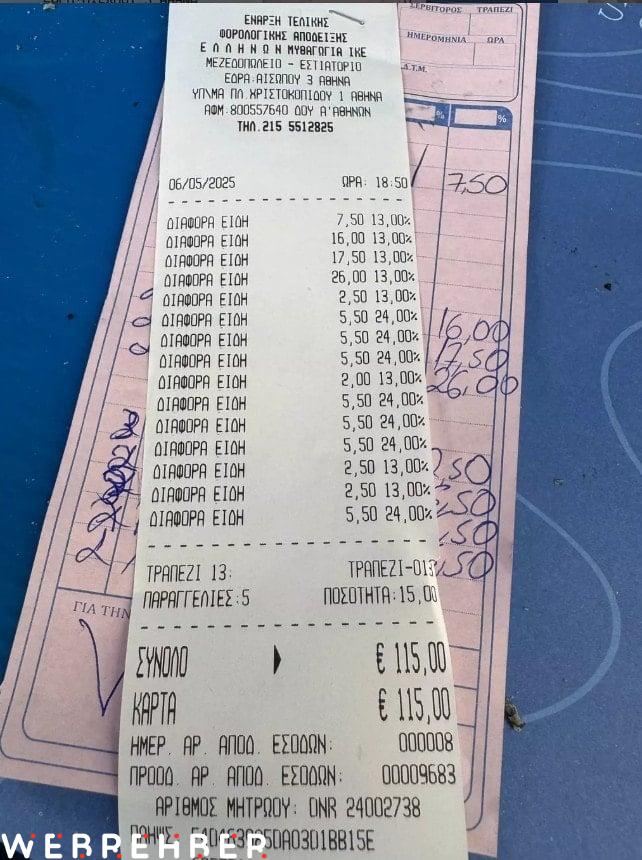 ΣΕΡΒΙΤΟΡΟΣ ΤΡΑΠΕΖΙ
ΗΜΕΡΟΜΗΝΙΑ ΩΡΑ
Δ.Τ.Μ.
% %
7,50
16,00
17,50
26,00
ΓΙΑ ΤΗΝ
ΕΝΑΡΞΗ ΤΕΛΙΚΗΣ
ΦΟΡΟΛΟΓΙΚΗΣ ΑΠΟΔΕΙΞΗΣ
Ε Λ Λ Η Ν Ω Ν ΜΥΘΑΓΩΓΙΑ ΙΚΕ
ΜΕΖΕΔΟΠΩΛΕΙΟ - ΕΣΤΙΑΤΟΡΙΟ
ΕΔΡΑ:ΑΙΣΩΠΟΥ 3 ΑΘΗΝΑ
ΥΠ/ΜΑ ΠΛ.ΧΡΙΣΤΟΚΟΠΙΔΟΥ 1 ΑΘΗΝΑ
ΑΦΜ:800557640 ΔΟΥ Α'ΑΘΗΝΩΝ
ΤΗΛ.215 5512825
06/05/2025 ΩΡΑ: 18:50
ΔΙΑΦΟΡΑ ΕΙΔΗ 7,50 13,00%
ΔΙΑΦΟΡΑ ΕΙΔΗ 16,00 13,00%
ΔΙΑΦΟΡΑ ΕΙΔΗ 17,50 13,00%
ΔΙΑΦΟΡΑ ΕΙΔΗ 26,00 13,00%
ΔΙΑΦΟΡΑ ΕΙΔΗ 2,50 13,00%
ΔΙΑΦΟΡΑ ΕΙΔΗ 5,50 24,00%
ΔΙΑΦΟΡΑ ΕΙΔΗ 5,50 24,00%
ΔΙΑΦΟΡΑ ΕΙΔΗ 5,50 24,00%
ΔΙΑΦΟΡΑ ΕΙΔΗ 2,00 13,00%
ΔΙΑΦΟΡΑ ΕΙΔΗ 5,50 24,00%
ΔΙΑΦΟΡΑ ΕΙΔΗ 5,50 24,00%
ΔΙΑΦΟΡΑ ΕΙΔΗ 5,50 24,00%
ΔΙΑΦΟΡΑ ΕΙΔΗ 2,50 13,00%
ΔΙΑΦΟΡΑ ΕΙΔΗ 2,50 13,00%
ΔΙΑΦΟΡΑ ΕΙΔΗ 5,50 24,00%
ΤΡΑΠΕΖΙ 13: ΤΡΑΠΕΖΙ-013
ΠΑΡΑΓΓΕΛΙΕΣ:5 ΠΟΣΟΤΗΤΑ:15,00
ΣΥΝΟΛΟ € 115,00
ΚΑΡΤΑ € 115,00
ΗΜΕΡ. ΑΡ. ΑΠΟΔ. ΕΣΟΔΩΝ: 000008
ΠΡΟΟΔ. ΑΡ. ΑΠΟΔ. ΕΣΟΔΩΝ: 00009683
ΑΡΙΘΜΟΣ ΜΗΤΡΩΟΥ: DNR 24002738
WEBREHBER